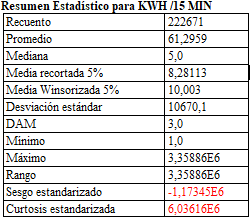 Resumen Estadístico para KWH /15 MIN
Recuento 222671
Promedio 61,2959
Mediana 5,0
Media recortada 5% 8,28113
Media Winsorizada 5% 10,003
Desviación estándar 10670,1
DAM 3,0
Mínimo 1,0
Máximo 3,35886E6
Rango 3,35886E6
Sesgo estandarizado -1,17345E6
Curtosis estandarizada 6,03616E6